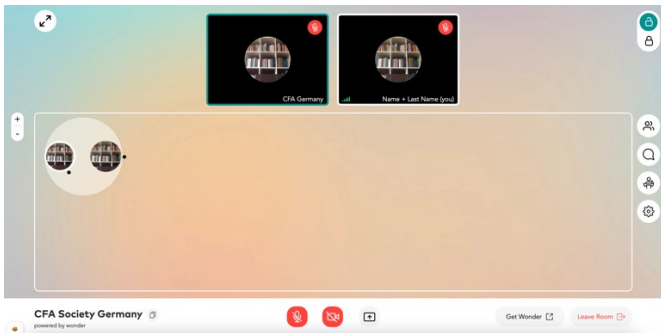 CFA Germany
Name + Last Name (you)
+
-
CFA Society Germany
powered by wonder
Get Wonder
Leave Room